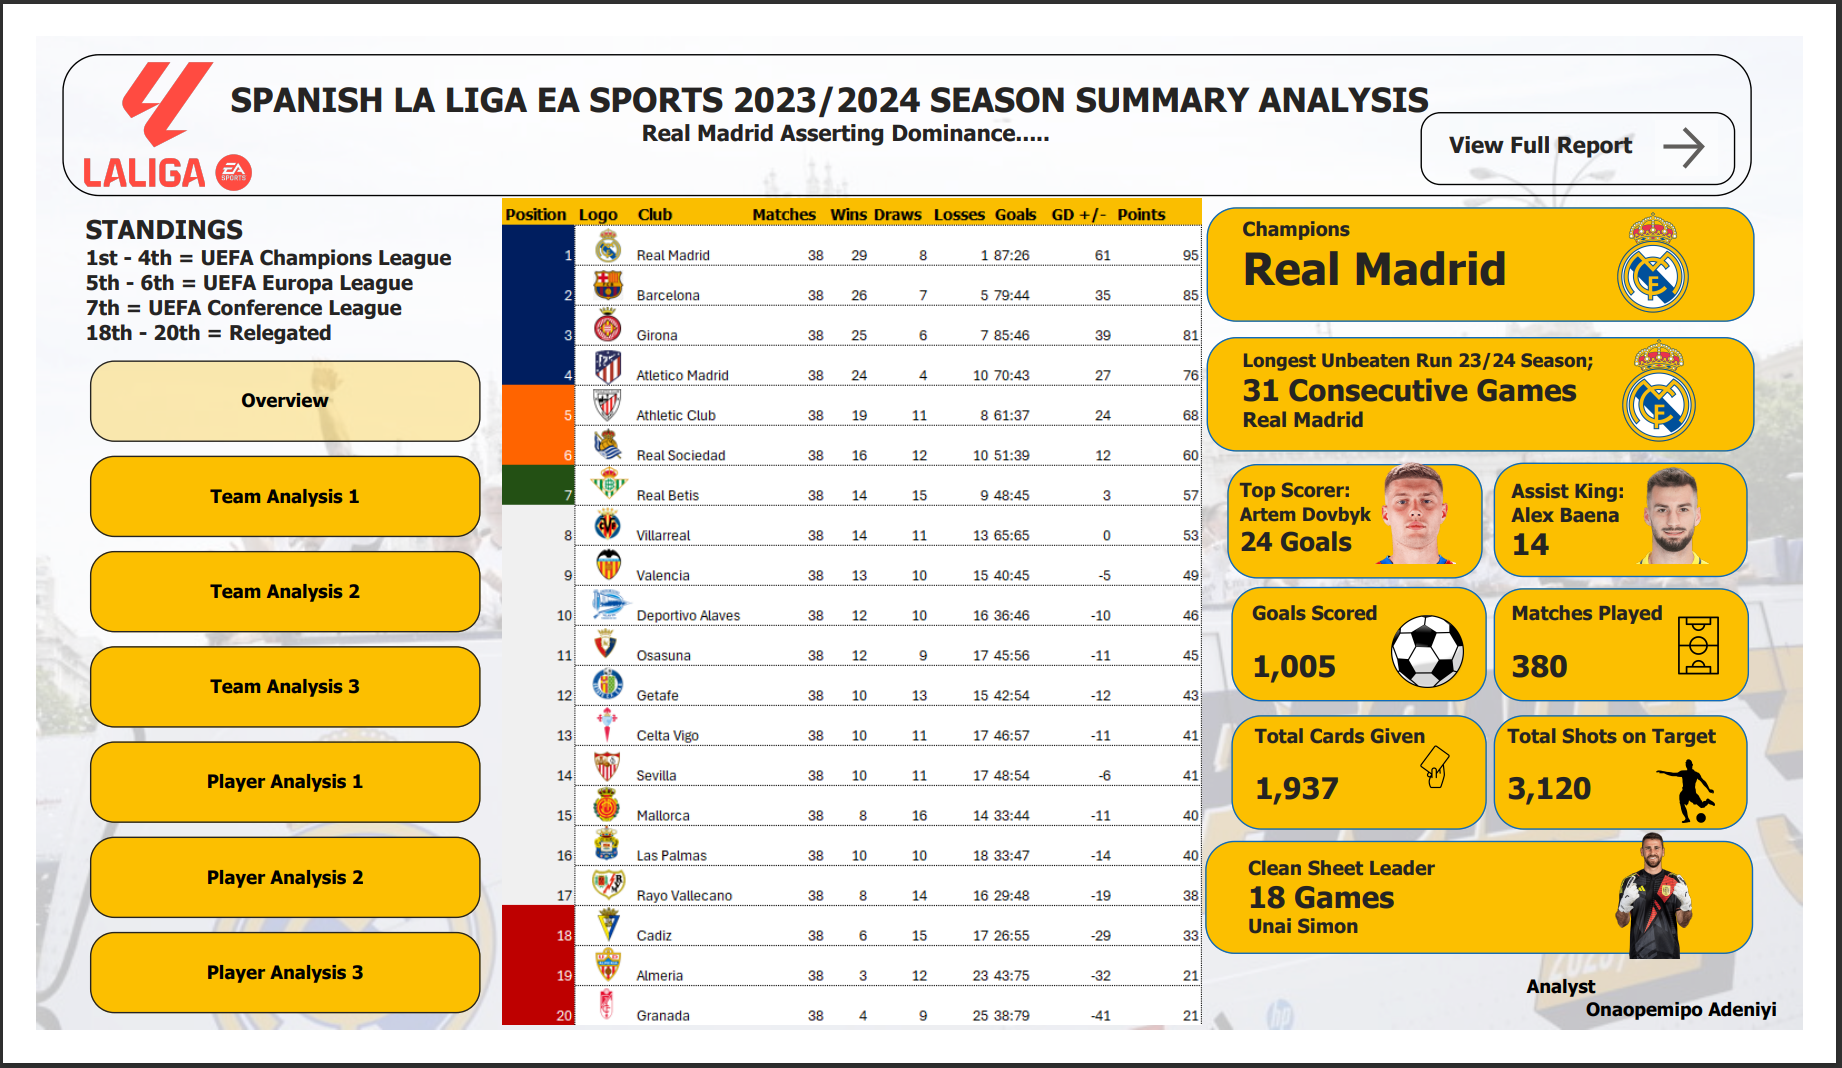 SPANISH LA LIGA EA SPORTS 2023/2024 SEASON SUMMARY ANALYSIS
Real Madrid Asserting Dominance.....
View Full Report
LALIGA EA SPORTS
STANDINGS
1st - 4th = UEFA Champions League
5th - 6th = UEFA Europa League
7th = UEFA Conference League
18th - 20th = Relegated
Overview
Team Analysis 1
Team Analysis 2
Team Analysis 3
Player Analysis 1
Player Analysis 2
Player Analysis 3
Position Logo Club Matches Wins Draws Losses Goals GD +/- Points
1 Real Madrid 38 29 8 1 87:26 61 95
2 Barcelona 38 26 7 5 79:44 35 85
3 Girona 38 25 6 7 85:46 39 81
4 Atletico Madrid 38 24 4 10 70:43 27 76
5 Athletic Club 38 19 11 8 61:37 24 68
6 Real Sociedad 38 16 12 10 51:39 12 60
7 Real Betis 38 14 15 9 48:45 3 57
8 Villarreal 38 14 11 13 65:65 0 53
9 Valencia 38 13 10 15 40:45 -5 49
10 Deportivo Alaves 38 12 10 16 36:46 -10 46
11 Osasuna 38 12 9 17 45:56 -11 45
12 Getafe 38 10 13 15 42:54 -12 43
13 Celta Vigo 38 10 11 17 46:57 -11 41
14 Sevilla 38 10 11 17 48:54 -6 41
15 Mallorca 38 8 16 14 33:44 -11 40
16 Las Palmas 38 10 10 18 33:47 -14 40
17 Rayo Vallecano 38 8 14 16 29:48 -19 38
18 Cadiz 38 6 15 17 26:55 -29 33
19 Almeria 38 3 12 23 43:75 -32 21
20 Granada 38 4 9 25 38:79 -41 21
Champions
Real Madrid
Longest Unbeaten Run 23/24 Season;
31 Consecutive Games
Real Madrid
Top Scorer:
Artem Dovbyk
24 Goals
Assist King:
Alex Baena
14
Goals Scored
1,005
Matches Played
380
Total Cards Given
1,937
Total Shots on Target
3,120
Clean Sheet Leader
18 Games
Unai Simon
Analyst
Onaopemipo Adeniyi
hp